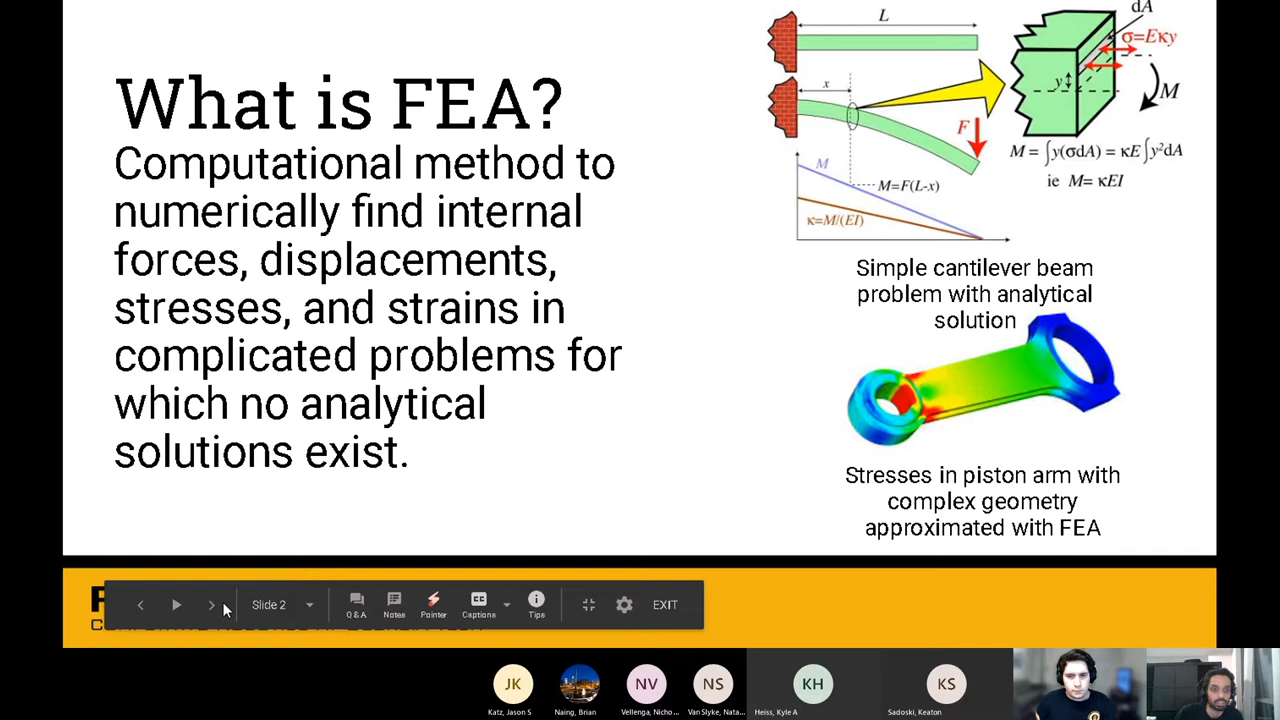 What is FEA?
Computational method to
numerically find internal
forces, displacements,
stresses, and strains in
complicated problems for
which no analytical
solutions exist.
L
x
F
M
M=F(L-x)
κ=M/(EI)
dA
σ=Eκy
y
M
M = ∫y(σdA) = κE∫y²dA
ie M= κEI
Simple cantilever beam
problem with analytical
solution
Stresses in piston arm with
complex geometry
approximated with FEA
Slide 2
Q & A
Notes
Pointer
Captions
Tips
EXIT
JK
NV
NS
KH
KS
Katz, Jason S
Naing, Brian
Vellenga, Nicho...
Van Slyke, Nata...
Heiss, Kyle A
Sadoski, Keaton